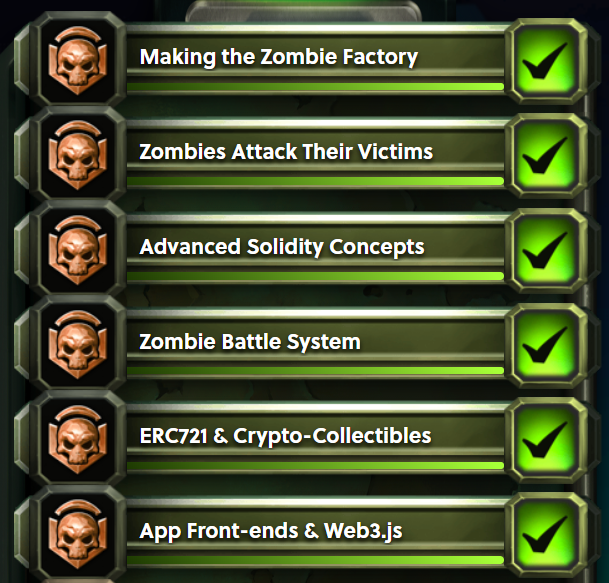 Making the Zombie Factory
Zombies Attack Their Victims
Advanced Solidity Concepts
Zombie Battle System
ERC721 & Crypto-Collectibles
App Front-ends & Web3.js